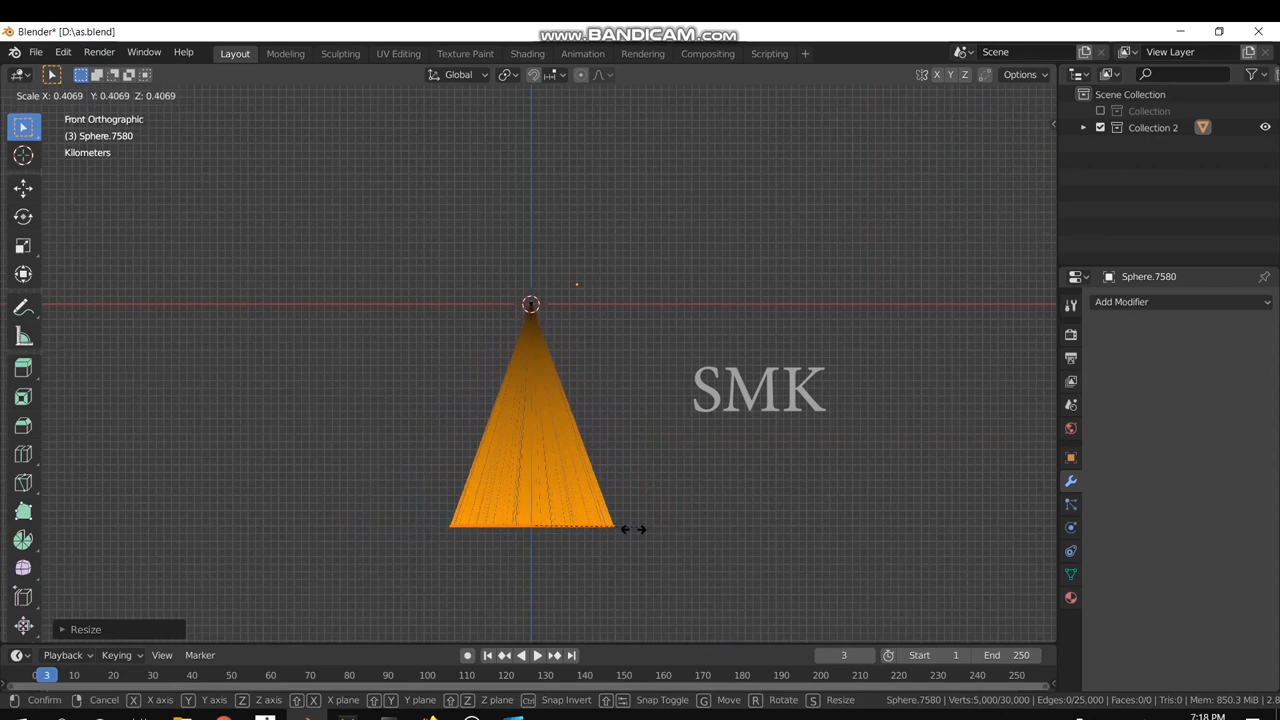 Blender* [D:\as.blend]
www.BANDICAM.com
File Edit Render Window Help
Layout Modeling Sculpting UV Editing Texture Paint Shading Animation Rendering Compositing Scripting +
Scene
View Layer
Global
X Y Z Options
Scale X: 0.4069 Y: 0.4069 Z: 0.4069
Front Orthographic
(3) Sphere.7580
Kilometers
Scene Collection
Collection
Collection 2
Sphere.7580
Add Modifier
SMK
Resize
Playback Keying View Marker
3
Start 1
End 250
3 10 20 30 40 50 60 70 80 90 100 110 120 130 140 150 160 170 180 190 200 210 220 230 240 250
Confirm Cancel X X axis Y Y axis Z Z axis X X plane Y Y plane Z Z plane Ctrl Snap Invert Snap Toggle G Move R Rotate S Resize
Sphere.7580 | Verts:5,000/30,000 | Edges:0/25,000 | Faces:0/0 | Tris:0 | Mem: 850.3 MiB | 2.
7:18 PM